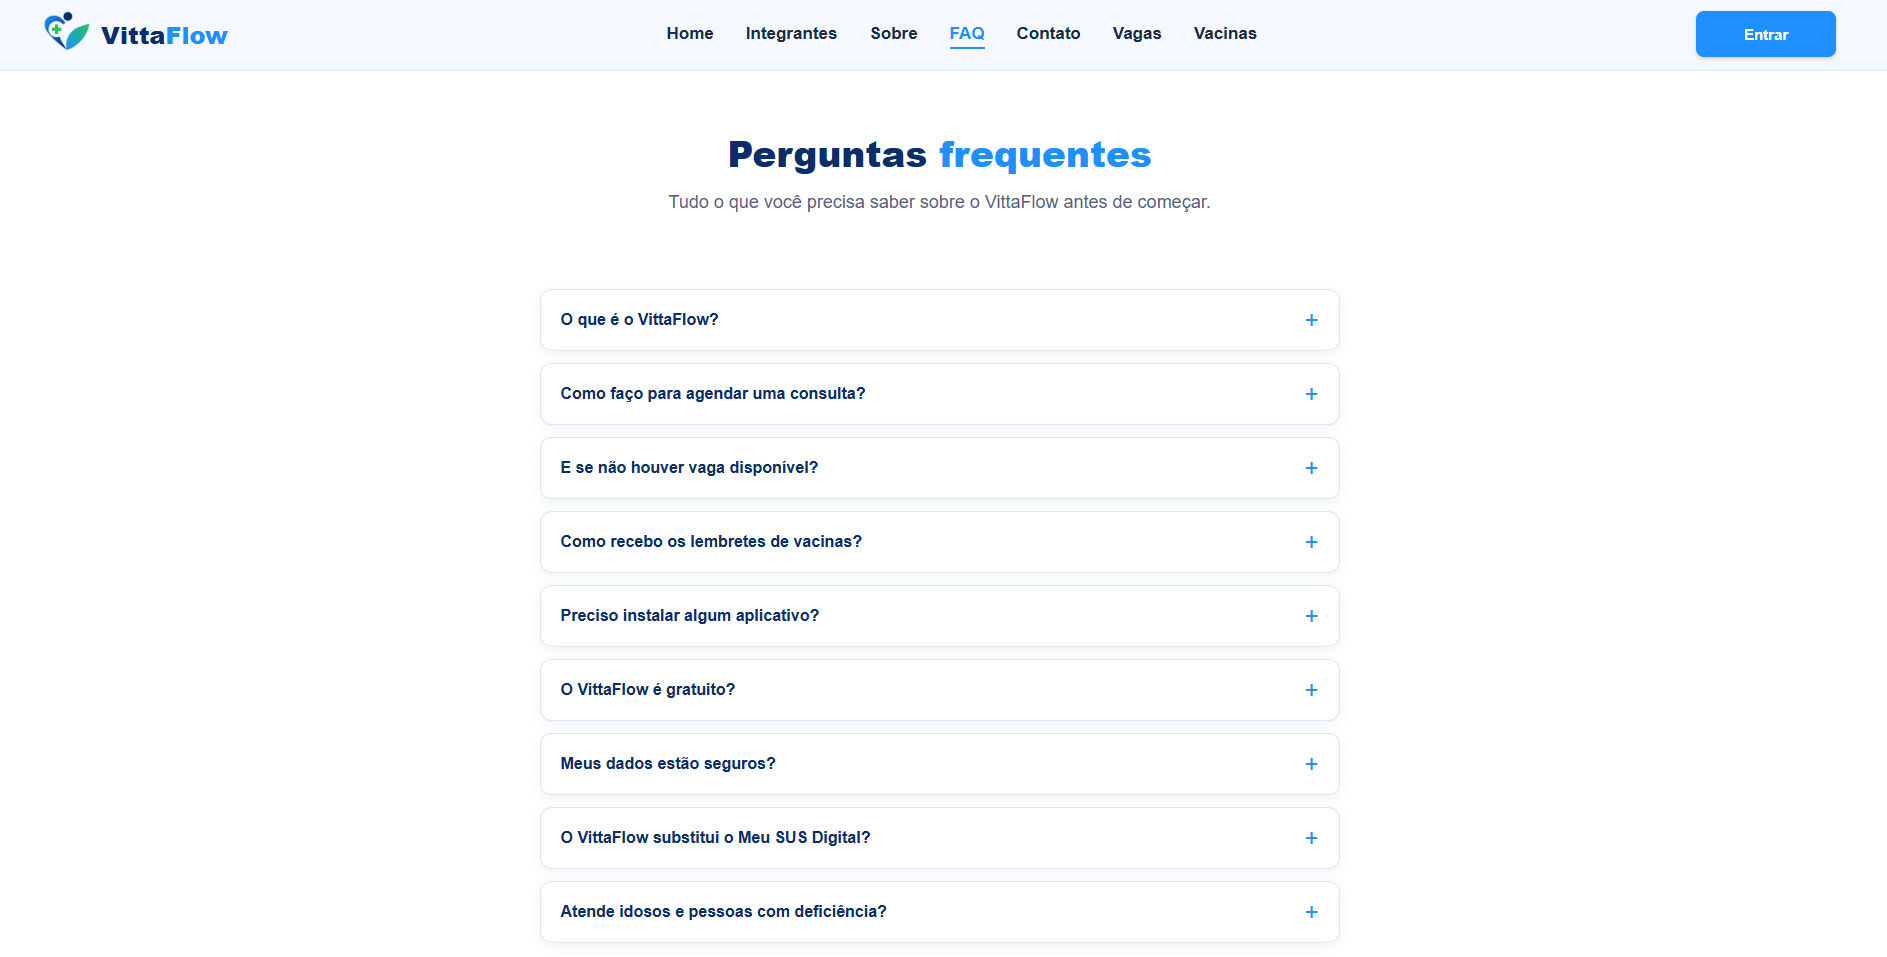 VittaFlow
Home Integrantes Sobre FAQ Contato Vagas Vacinas
Entrar
Perguntas frequentes
Tudo o que você precisa saber sobre o VittaFlow antes de começar.
O que é o VittaFlow? +
Como faço para agendar uma consulta? +
E se não houver vaga disponível? +
Como recebo os lembretes de vacinas? +
Preciso instalar algum aplicativo? +
O VittaFlow é gratuito? +
Meus dados estão seguros? +
O VittaFlow substitui o Meu SUS Digital? +
Atende idosos e pessoas com deficiência? +